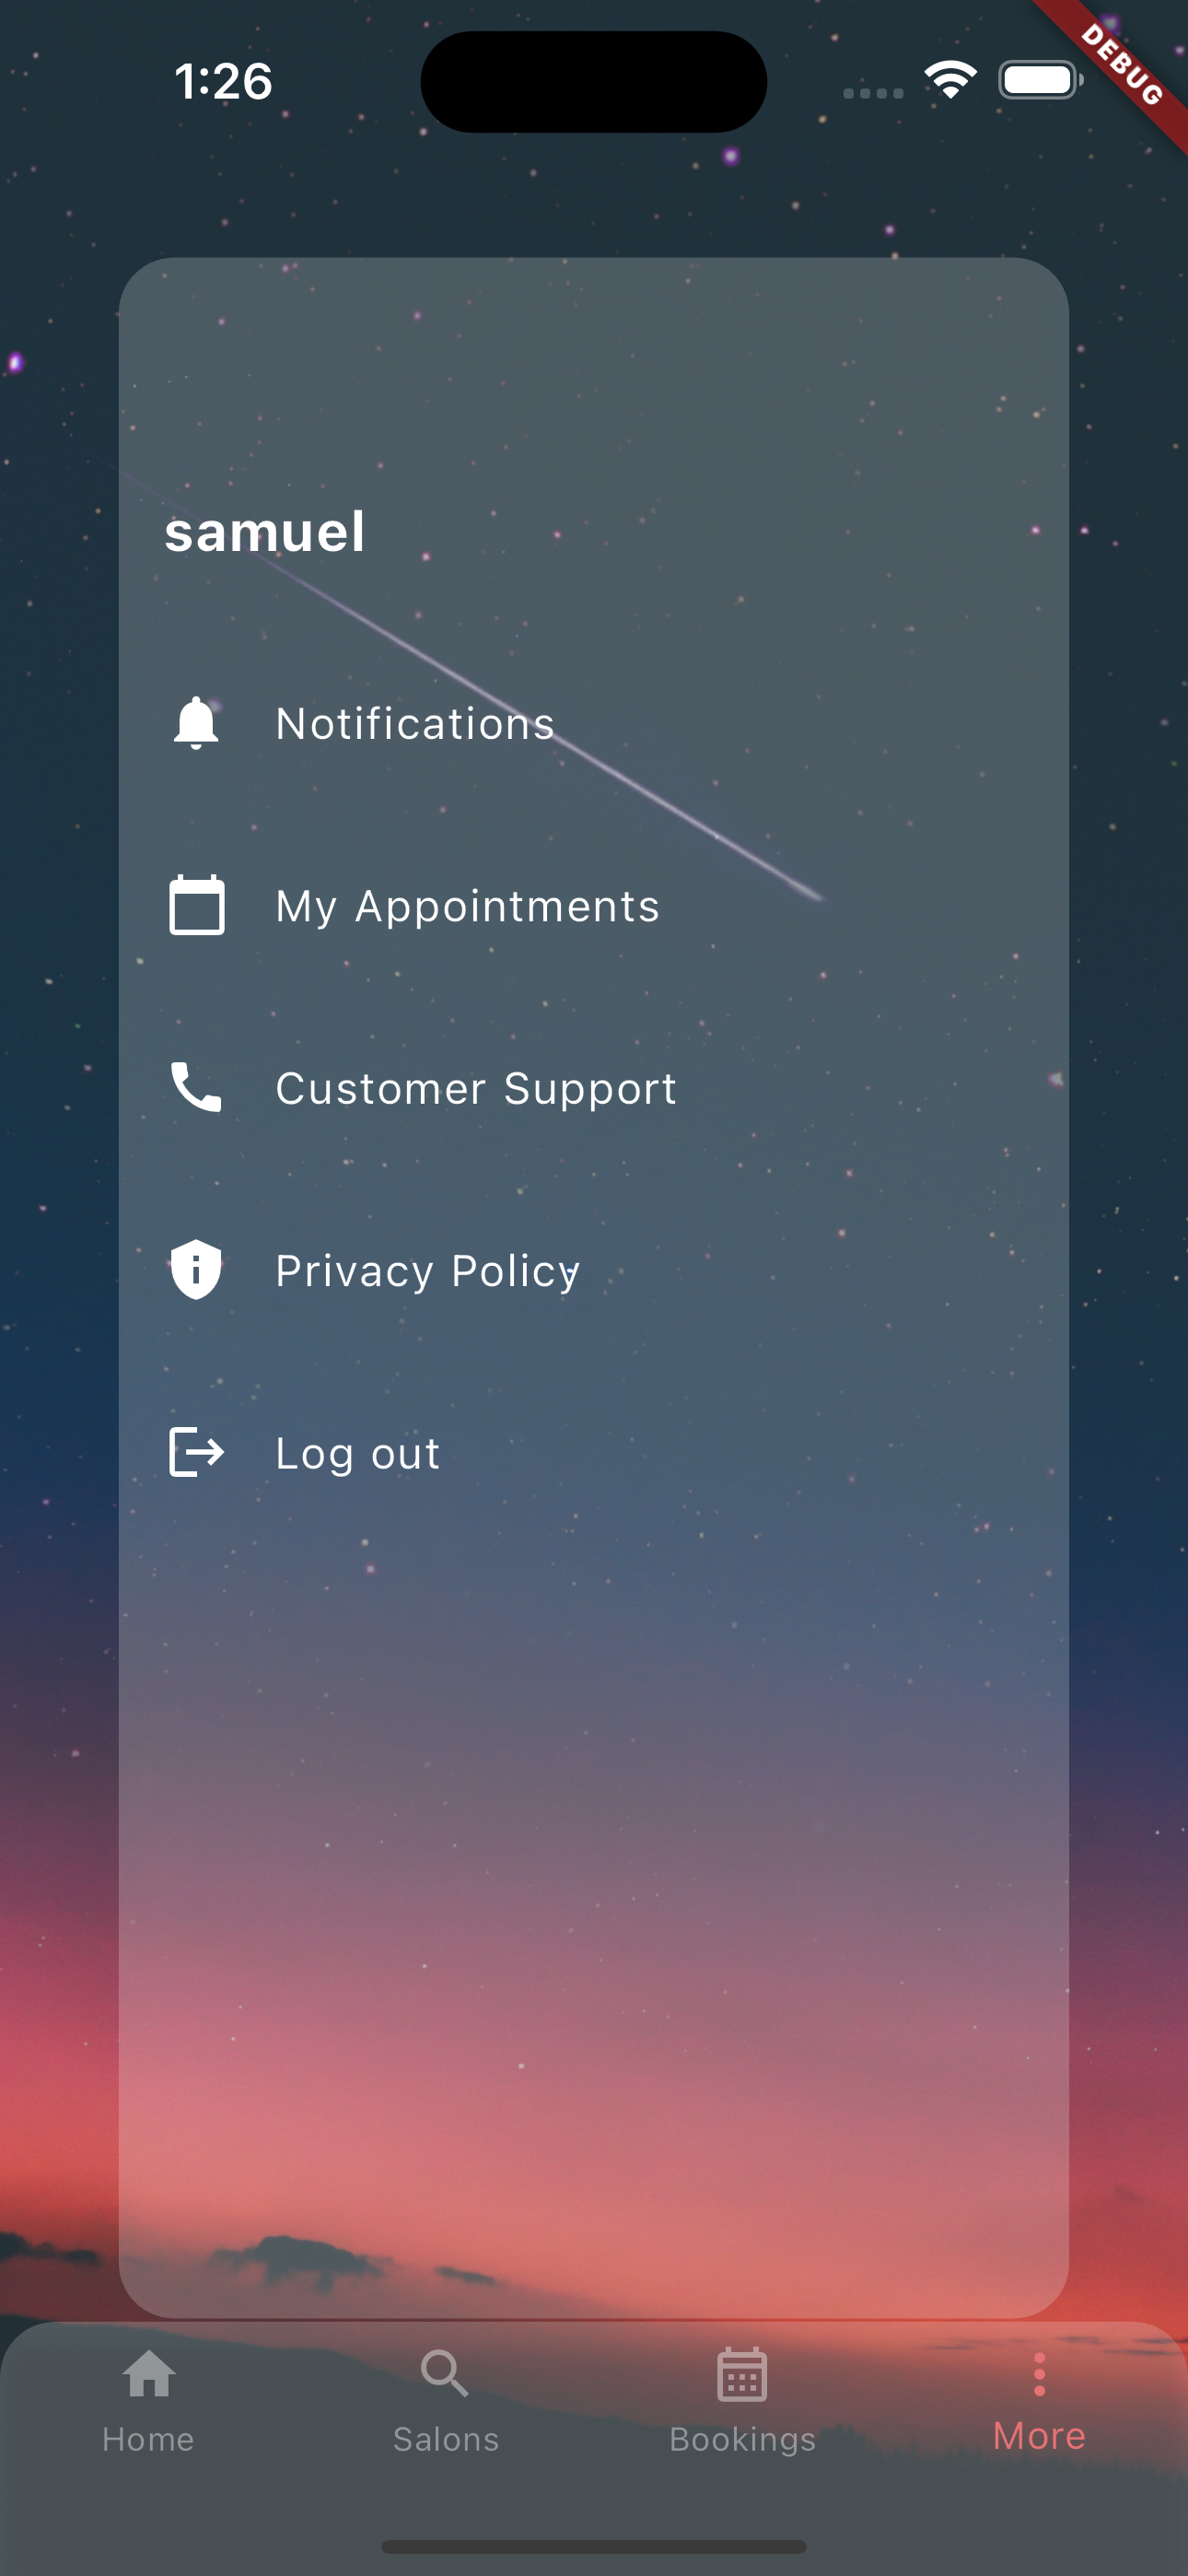 1:26
DEBUG
samuel
Notifications
My Appointments
Customer Support
Privacy Policy
Log out
Home
Salons
Bookings
More